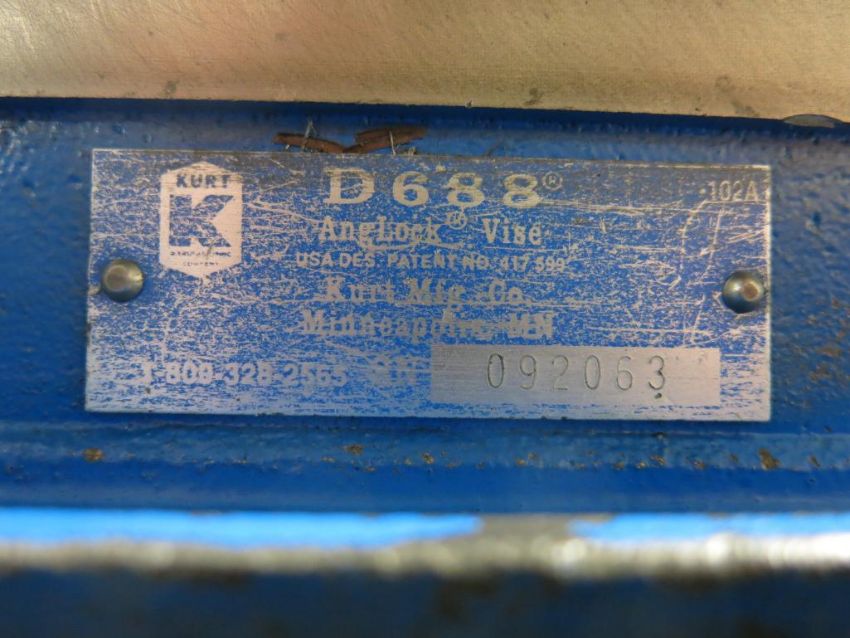 KURT
K
D688®
102A
AngLock® Vise
USA DES. PATENT NO. 417 599
Kurt Mfg. Co.
Minneapolis, MN
1-800-328-2565
092063